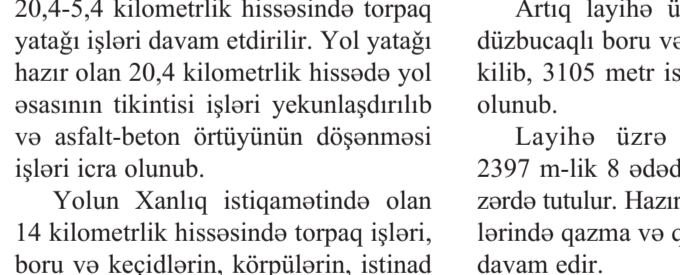 20,4-5,4 kilometrlik hissəsində torpaq
yatağı işləri davam etdirilir. Yol yatağı
hazır olan 20,4 kilometrlik hissədə yol
əsasının tikintisi işləri yekunlaşdırılıb
və asfalt-beton örtüyünün döşənməsi
işləri icra olunub.
Yolun Xanlıq istiqamətində olan
14 kilometrlik hissəsində torpaq işləri,
boru və keçidlərin, körpülərin, istinad
Artıq layihə
düzbucaqlı boru
kilib, 3105 metr
olunub.
Layihə üzrə
2397 m-lik 8
zərdə tutulur.
lərində qazma və
davam edir.